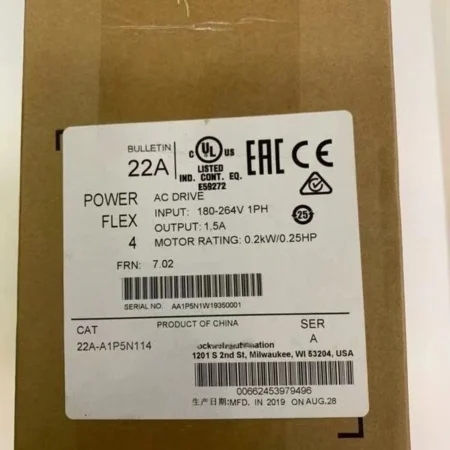 BULLETIN
22A
c UL us
LISTED
IND. CONT. EQ.
E59272
EAC CE
POWER
FLEX
4
AC DRIVE
INPUT: 180-264V 1PH
OUTPUT: 1.5A
MOTOR RATING: 0.2kW/0.25HP
25
FRN: 7.02
SERIAL NO. AA1P5N1W19350001
CAT
22A-A1P5N114
PRODUCT OF CHINA
SER
A
1201 S 2nd St, Milwaukee, WI 53204, USA
00662453979496
生产日期:MFD. IN 2019 ON AUG.28